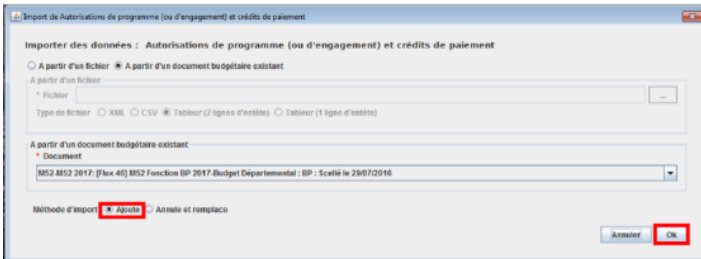 Import de Autorisations de programme (ou d'engagement) et crédits de paiement
Importer des données : Autorisations de programme (ou d'engagement) et crédits de paiement
A partir d'un fichier A partir d'un document budgétaire existant
A partir d'un fichier
* Fichier ...
Type de fichier XML CSV Tableur (2 lignes d'entête) Tableur (1 ligne d'entête)
A partir d'un document budgétaire existant
* Document
M52-M52 2017: [Flux 46] M52 Fonction BP 2017-Budget Départemental : BP : Scellé le 29/07/2016
Méthode d'import Ajoute Annule et remplace
Annuler Ok